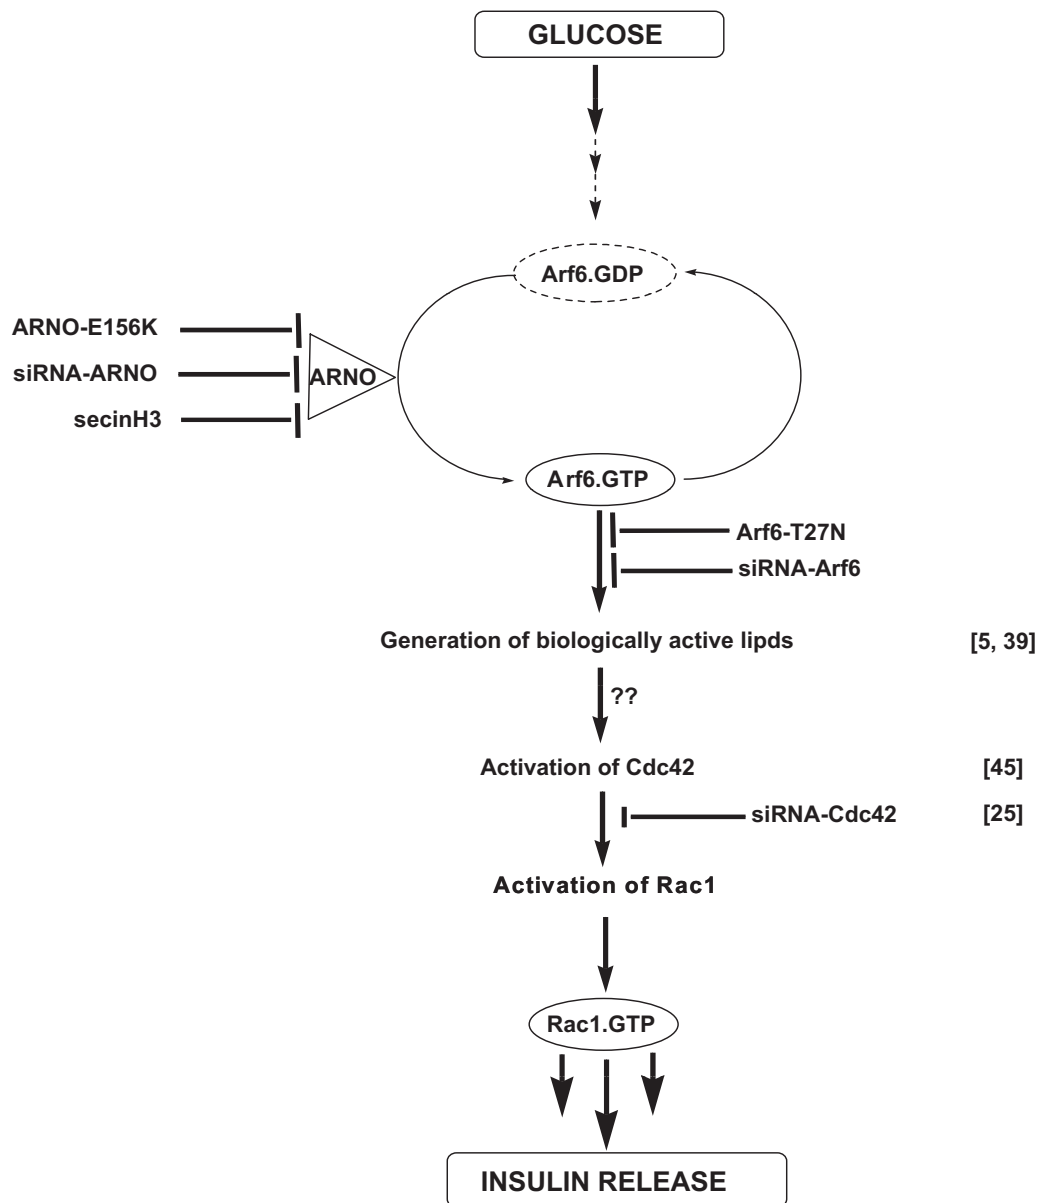 GLUCOSE
Arf6.GDP
ARNO-E156K
siRNA-ARNO
ARNO
secinH3
Arf6.GTP
Arf6-T27N
siRNA-Arf6
Generation of biologically active lipds [5, 39]
??
Activation of Cdc42 [45]
siRNA-Cdc42 [25]
Activation of Rac1
Rac1.GTP
INSULIN RELEASE